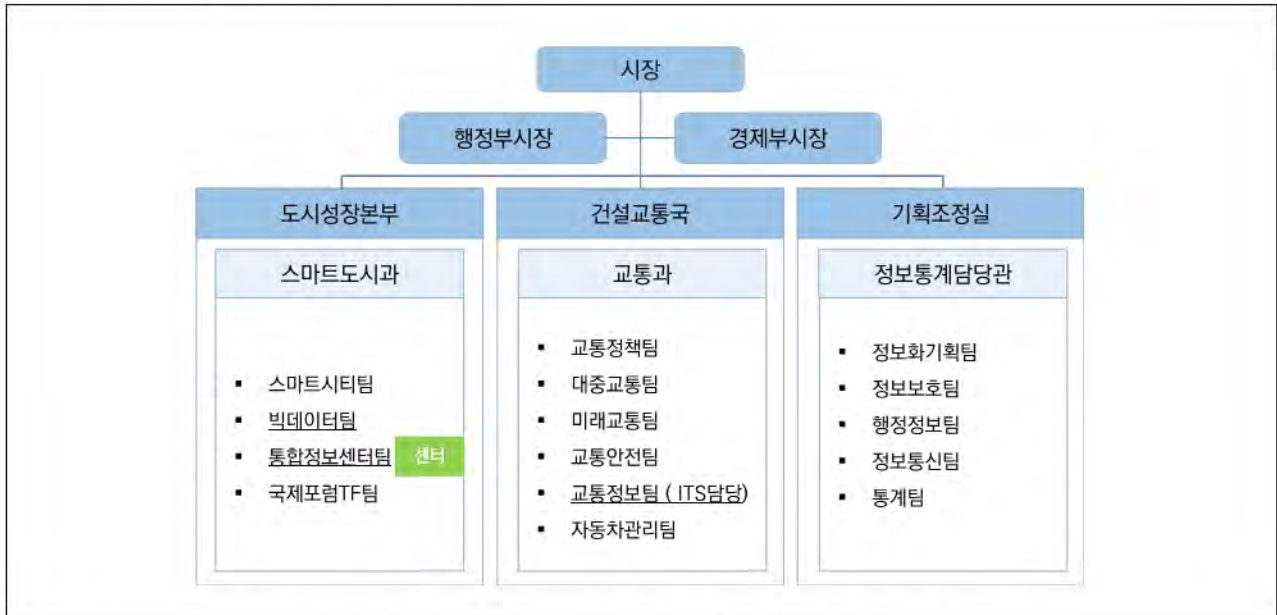 시장
행정부시장
경제부시장
도시성장본부
스마트도시과
▪ 스마트시티팀
▪ 빅데이터팀
▪ 통합정보센터팀 센터
▪ 국제포럼TF팀
건설교통국
교통과
▪ 교통정책팀
▪ 대중교통팀
▪ 미래교통팀
▪ 교통안전팀
▪ 교통정보팀 ( ITS담당)
▪ 자동차관리팀
기획조정실
정보통계담당관
▪ 정보화기획팀
▪ 정보보호팀
▪ 행정정보팀
▪ 정보통신팀
▪ 통계팀